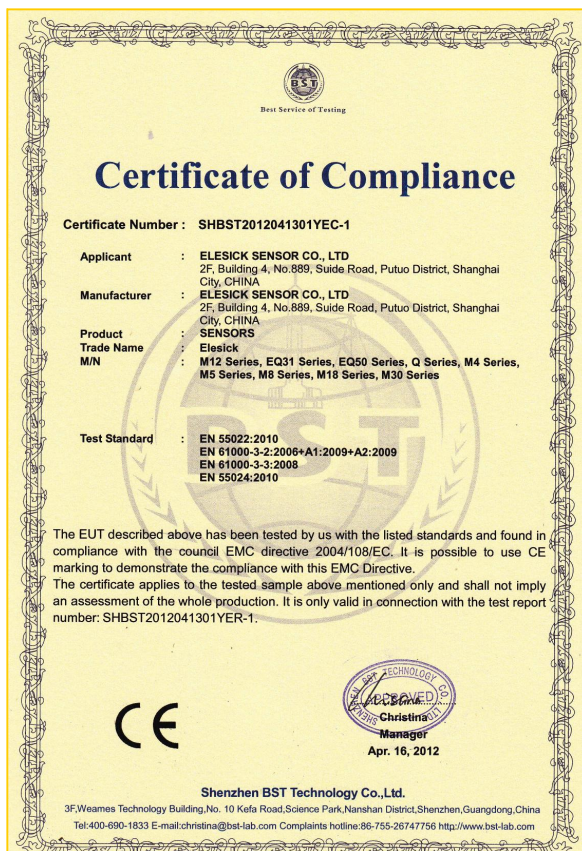 BST
Best Service of Testing
Certificate of Compliance
Certificate Number : SHBST2012041301YEC-1
Applicant : ELESICK SENSOR CO., LTD
2F, Building 4, No.889, Suide Road, Putuo District, Shanghai
City, CHINA
Manufacturer : ELESICK SENSOR CO., LTD
2F, Building 4, No.889, Suide Road, Putuo District, Shanghai
City, CHINA
Product : SENSORS
Trade Name : Elesick
M/N : M12 Series, EQ31 Series, EQ50 Series, Q Series, M4 Series,
M5 Series, M8 Series, M18 Series, M30 Series
BST
Test Standard : EN 55022:2010
EN 61000-3-2:2006+A1:2009+A2:2009
EN 61000-3-3:2008
EN 55024:2010
The EUT described above has been tested by us with the listed standards and found in
compliance with the council EMC directive 2004/108/EC. It is possible to use CE
marking to demonstrate the compliance with this EMC Directive.
The certificate applies to the tested sample above mentioned only and shall not imply
an assessment of the whole production. It is only valid in connection with the test report
number: SHBST2012041301YER-1.
CE
SHENZHEN BST TECHNOLOGY CO., LTD
APPROVED
Christina
Christina
Manager
Apr. 16, 2012
Shenzhen BST Technology Co.,Ltd.
3F,Weames Technology Building,No. 10 Kefa Road,Science Park,Nanshan District,Shenzhen,Guangdong,China
Tel:400-690-1833 E-mail:christina@bst-lab.com Complaints hotline:86-755-26747756 http://www.bst-lab.com